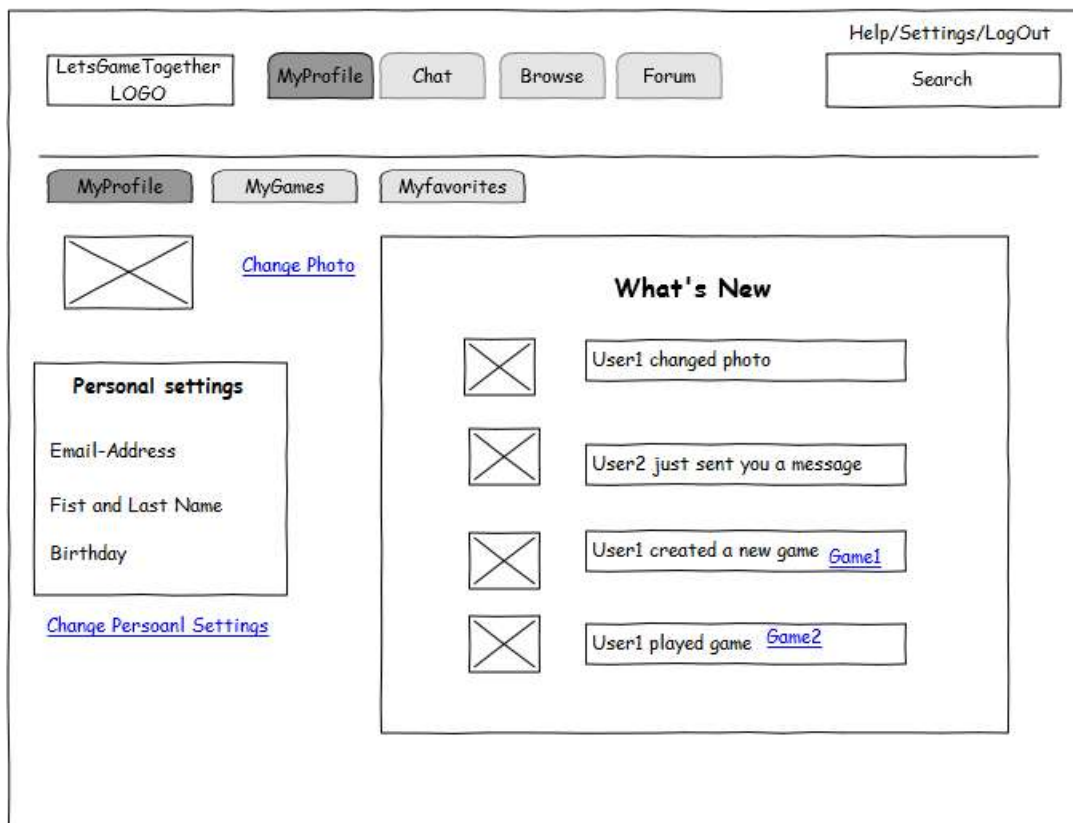 Help/Settings/LogOut
LetsGameTogether
LOGO
MyProfile
Chat
Browse
Forum
Search
MyProfile
MyGames
Myfavorites
Change Photo
What's New
User1 changed photo
User2 just sent you a message
User1 created a new game Game1
User1 played game Game2
Personal settings
Email-Address
Fist and Last Name
Birthday
Change Persoanl Settings